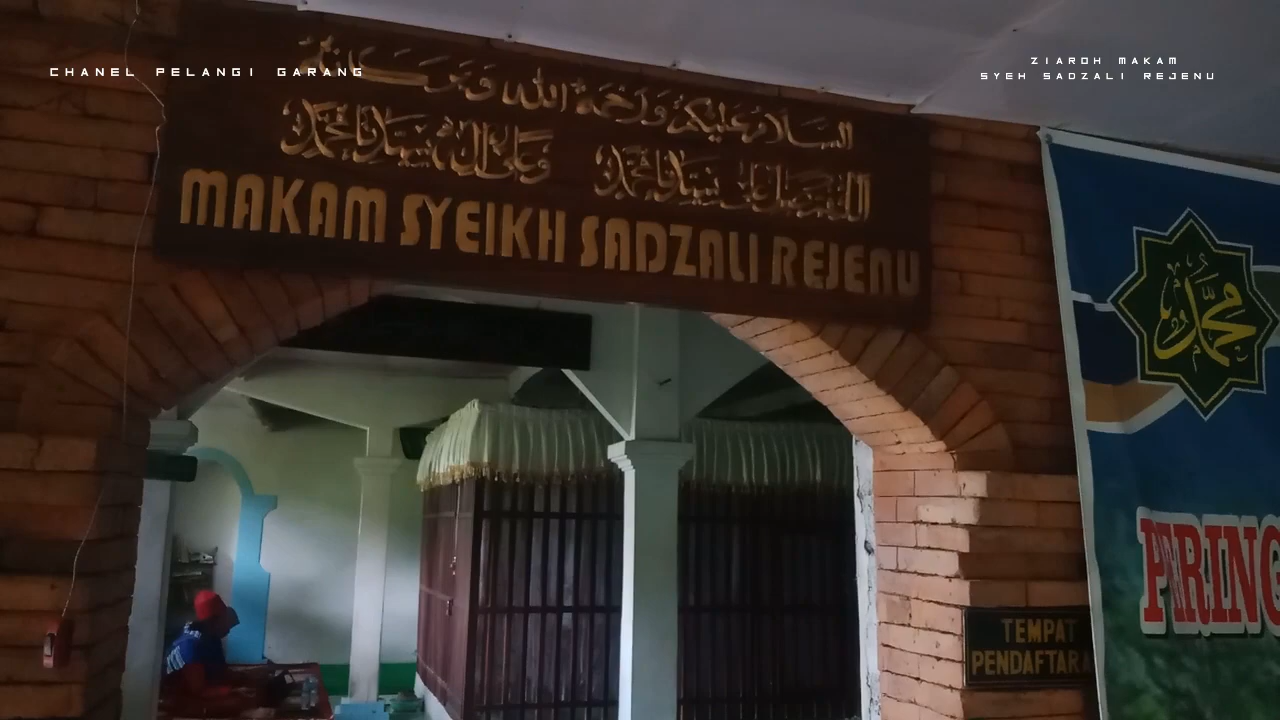 CHANEL PELANGI GARANG
ZIAROH MAKAM
SYEH SADZALI REJENU
السلام عليكم ورحمة الله وبركاته
اللهم صل على سيدنا محمد وعلى آل سيدنا محمد
MAKAM SYEIKH SADZALI REJENU
محمد
TEMPAT
PENDAFTARA